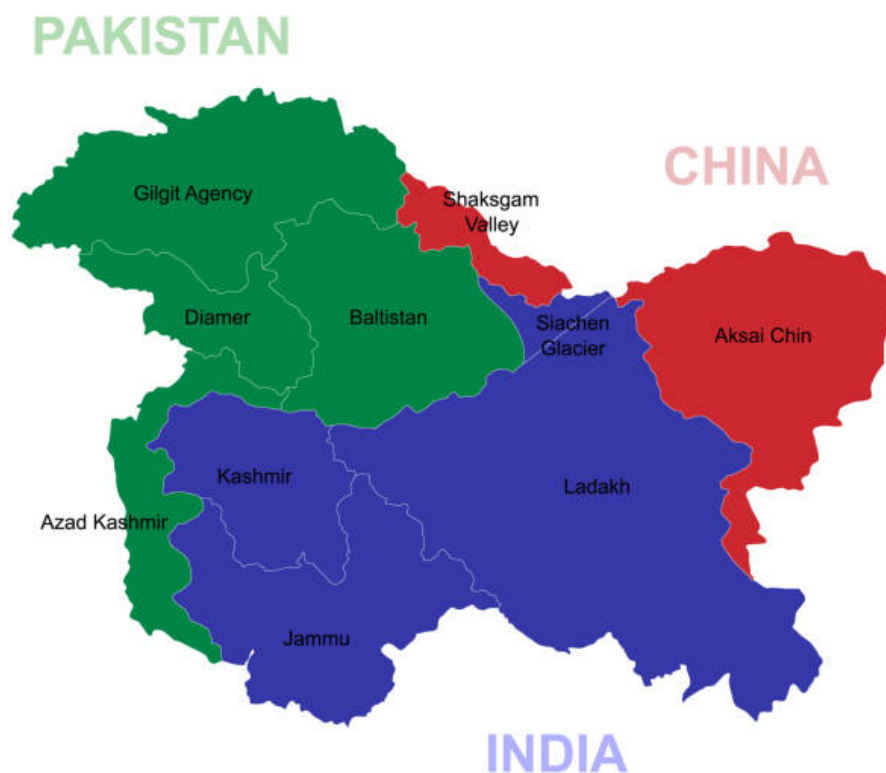 PAKISTAN
CHINA
Gilgit Agency
Shaksgam
Valley
Diamer
Baltistan
Siachen
Glacier
Aksai Chin
Kashmir
Ladakh
Azad Kashmir
Jammu
INDIA